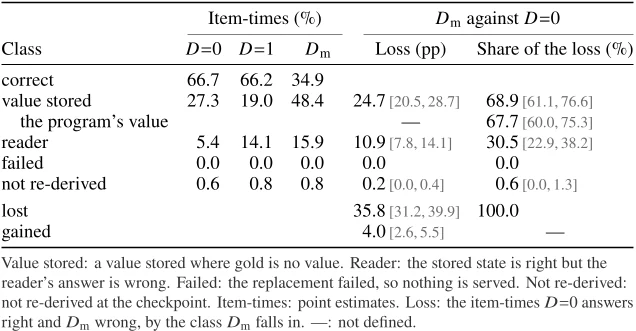 Item-times (%) D_m against D=0
Class D=0 D=1 D_m Loss (pp) Share of the loss (%)
correct 66.7 66.2 34.9
value stored 27.3 19.0 48.4 24.7 [20.5, 28.7] 68.9 [61.1, 76.6]
the program's value — 67.7 [60.0, 75.3]
reader 5.4 14.1 15.9 10.9 [7.8, 14.1] 30.5 [22.9, 38.2]
failed 0.0 0.0 0.0 0.0 0.0
not re-derived 0.6 0.8 0.8 0.2 [0.0, 0.4] 0.6 [0.0, 1.3]
lost 35.8 [31.2, 39.9] 100.0
gained 4.0 [2.6, 5.5] —
Value stored: a value stored where gold is no value. Reader: the stored state is right but the
reader's answer is wrong. Failed: the replacement failed, so nothing is served. Not re-derived:
not re-derived at the checkpoint. Item-times: point estimates. Loss: the item-times D=0 answers
right and D_m wrong, by the class D_m falls in. —: not defined.